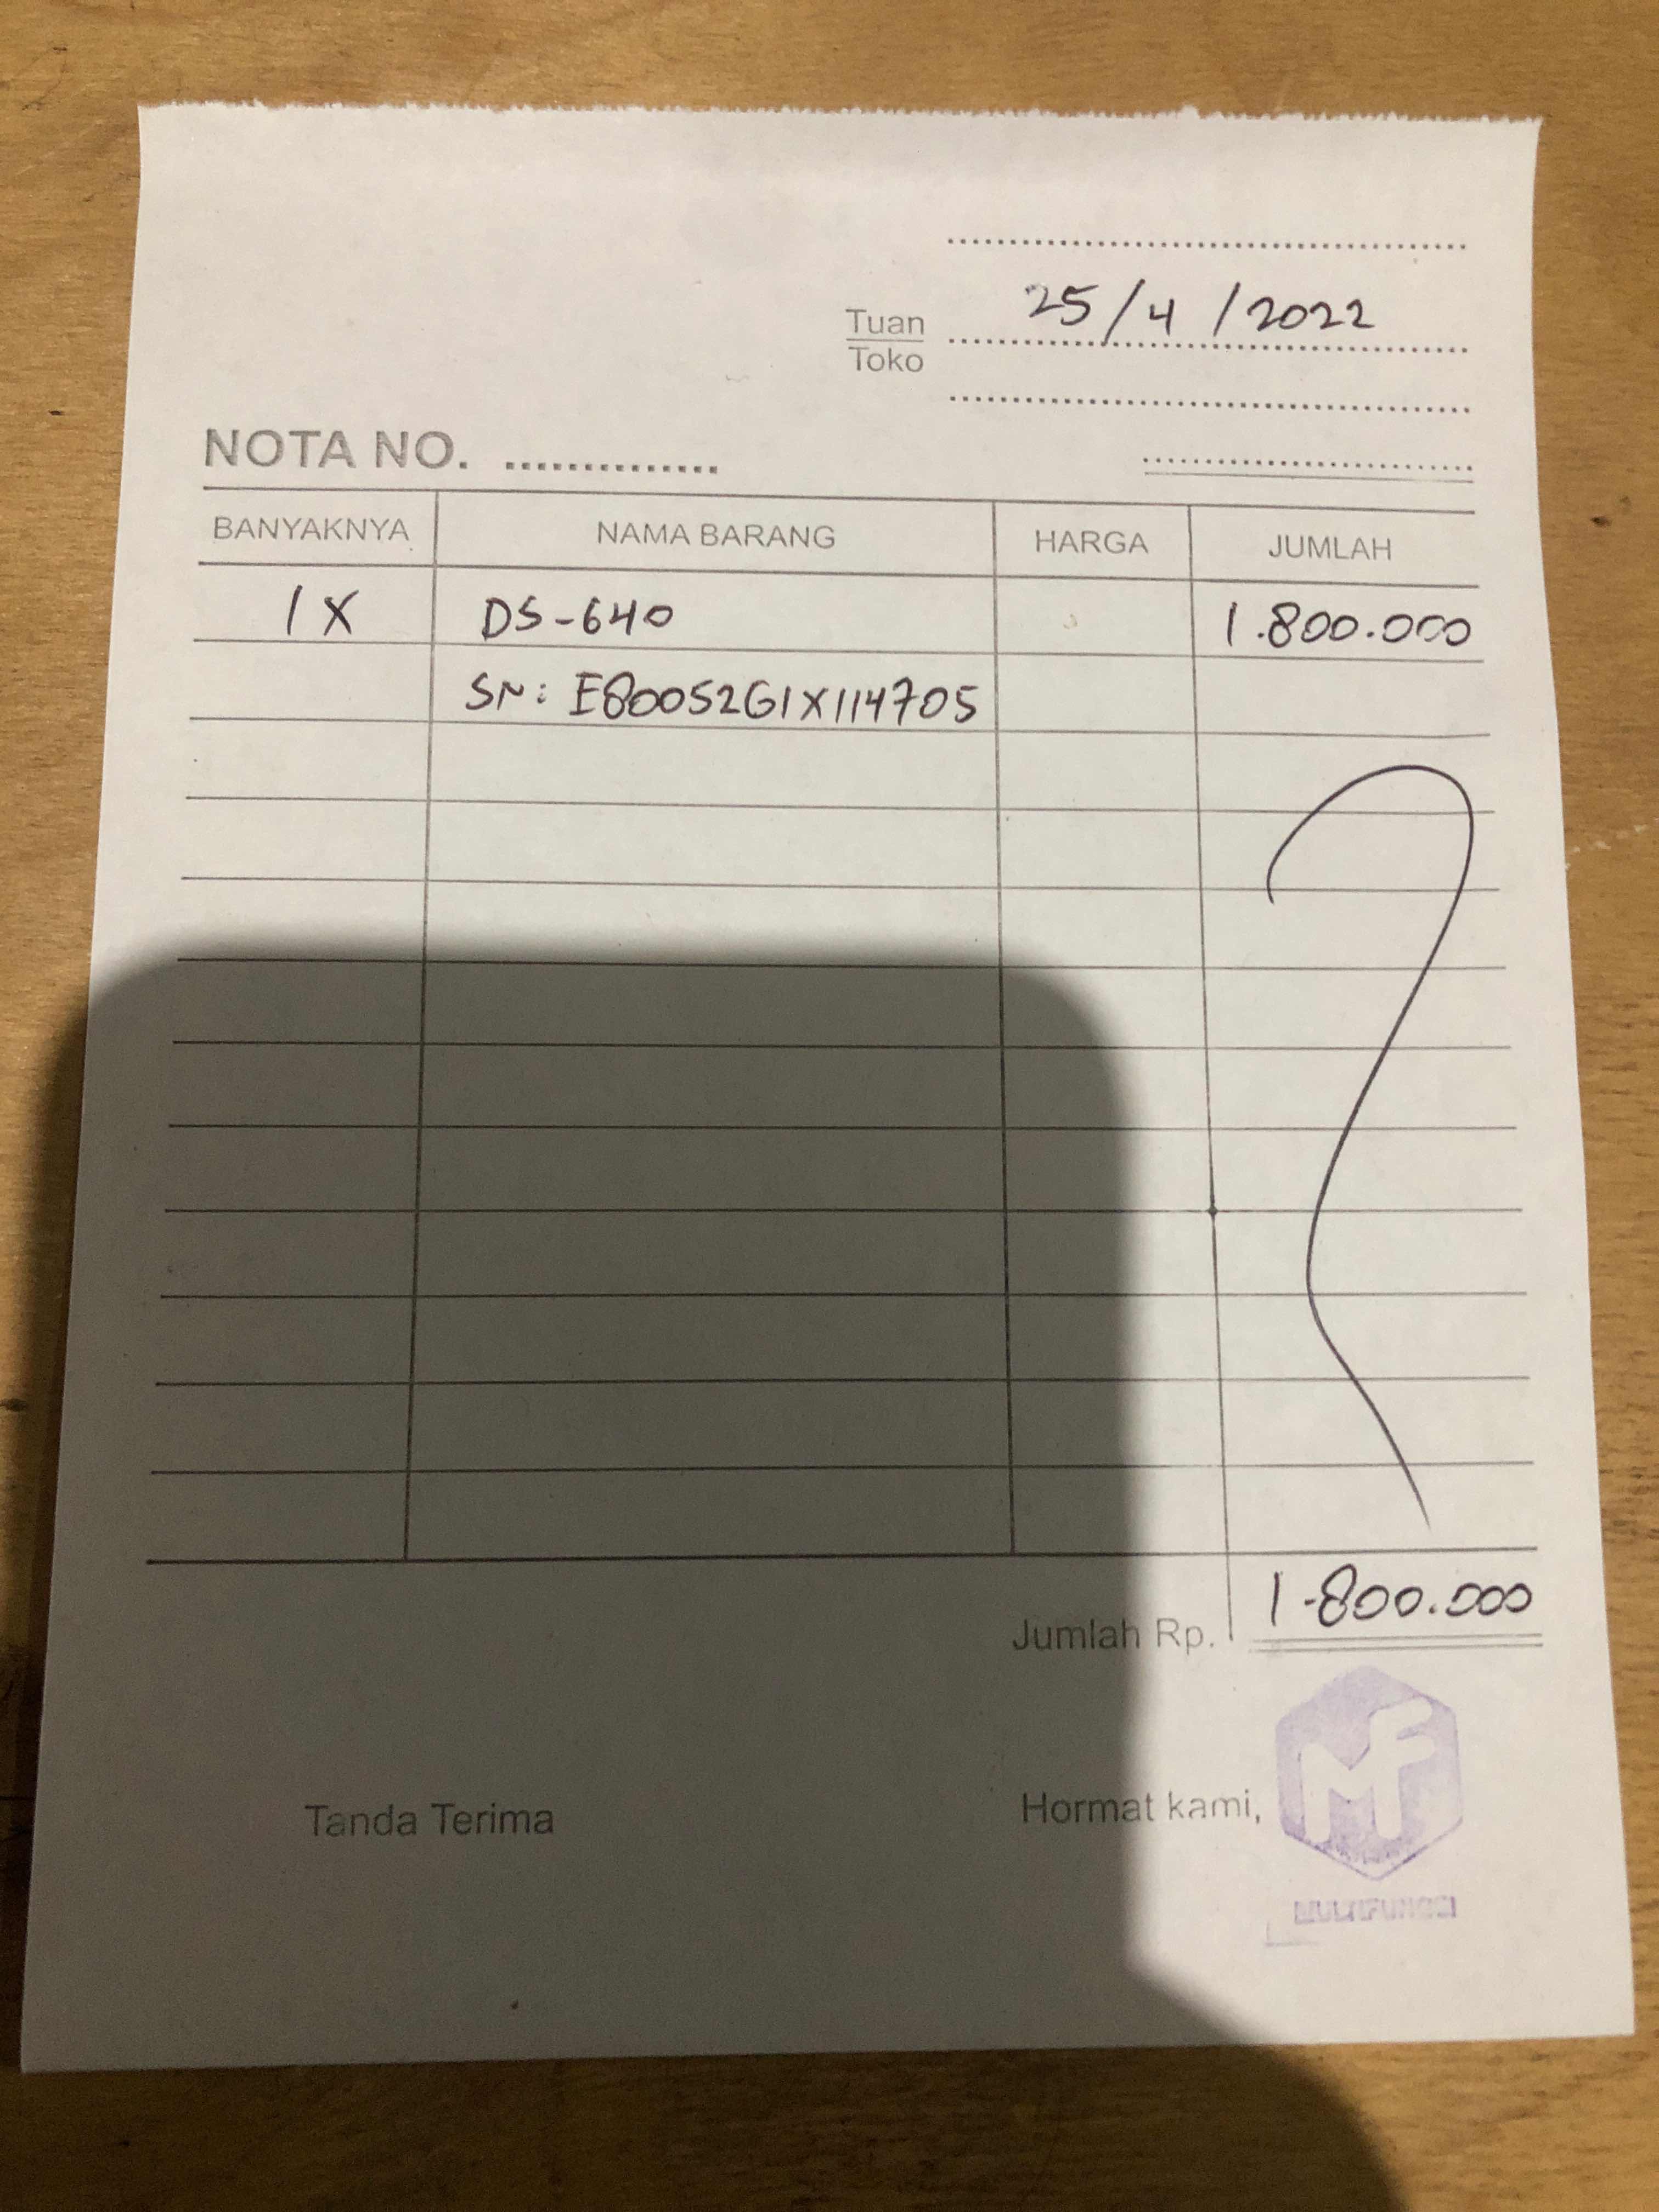 25/4/2022
Tuan
Toko
NOTA NO.
BANYAKNYA NAMA BARANG HARGA JUMLAH
1 X DS-640 1.800.000
SN: E80052G1X114705
Jumlah Rp. 1.800.000
Tanda Terima Hormat kami,
MF
MULTIFUNGSI